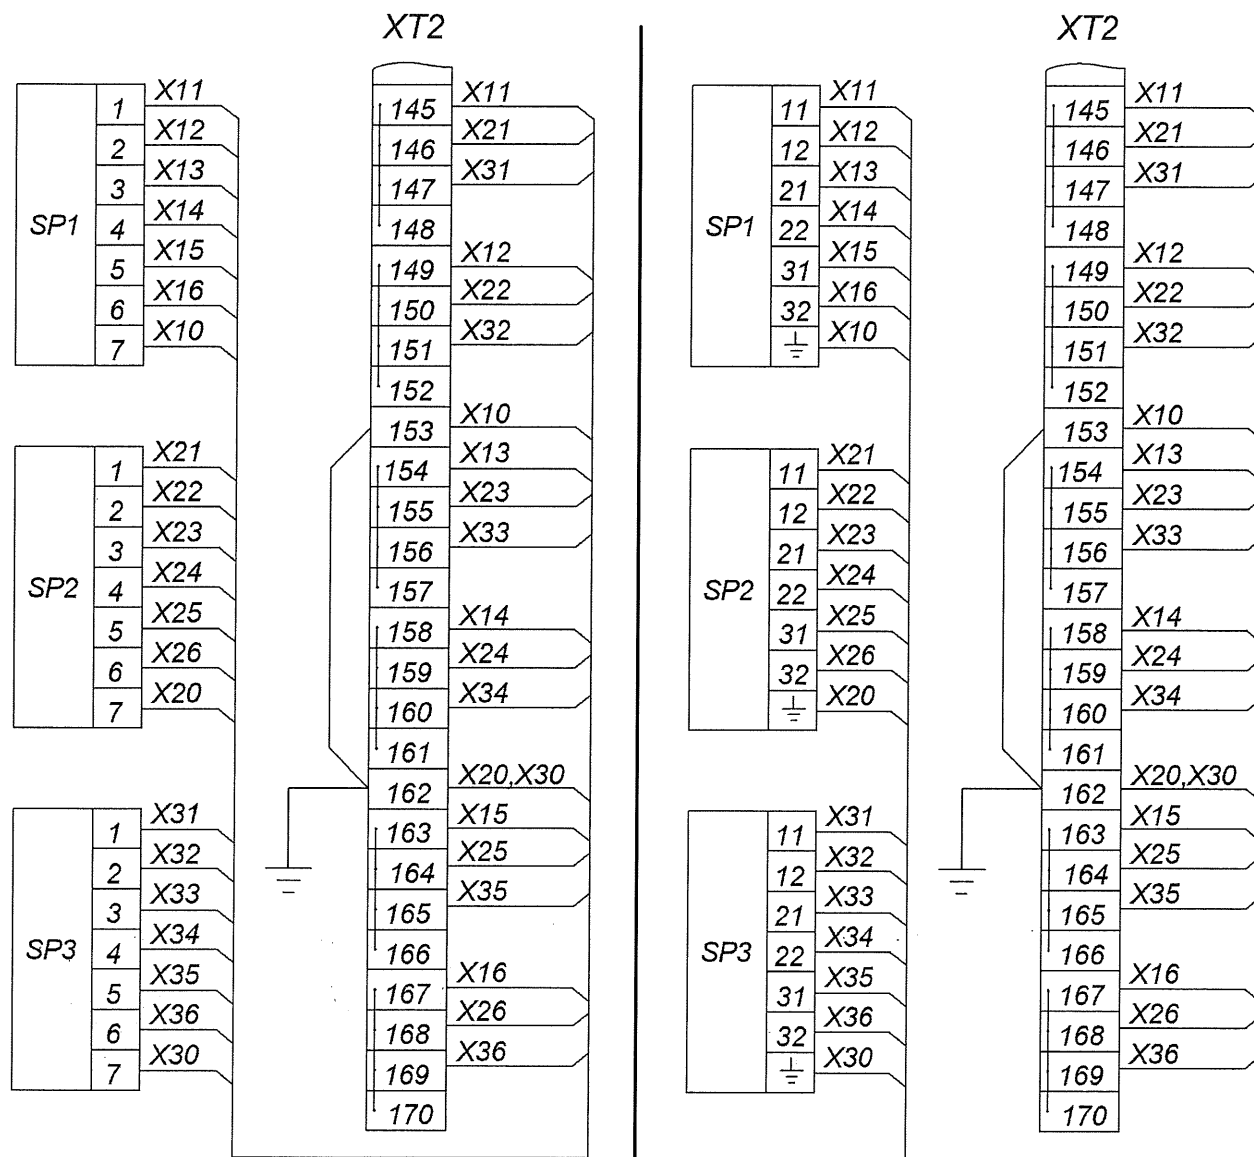 XT2
SP1
1 X11
2 X12
3 X13
4 X14
5 X15
6 X16
7 X10
SP2
1 X21
2 X22
3 X23
4 X24
5 X25
6 X26
7 X20
SP3
1 X31
2 X32
3 X33
4 X34
5 X35
6 X36
7 X30
145 X11
146 X21
147 X31
148
149 X12
150 X22
151 X32
152
153 X10
154 X13
155 X23
156 X33
157
158 X14
159 X24
160 X34
161
162 X20,X30
163 X15
164 X25
165 X35
166
167 X16
168 X26
169 X36
170
XT2
SP1
11 X11
12 X12
21 X13
22 X14
31 X15
32 X16
X10
SP2
11 X21
12 X22
21 X23
22 X24
31 X25
32 X26
X20
SP3
11 X31
12 X32
21 X33
22 X34
31 X35
32 X36
X30
145 X11
146 X21
147 X31
148
149 X12
150 X22
151 X32
152
153 X10
154 X13
155 X23
156 X33
157
158 X14
159 X24
160 X34
161
162 X20,X30
163 X15
164 X25
165 X35
166
167 X16
168 X26
169 X36
170